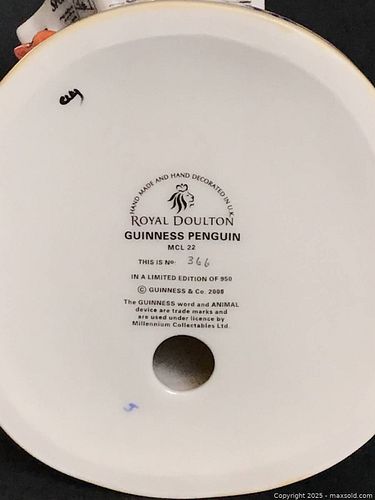 HAND MADE AND HAND DECORATED IN U.K.
ROYAL DOULTON
GUINNESS PENGUIN
MCL 22
THIS IS Nº 366
IN A LIMITED EDITION OF 950
© GUINNESS & Co. 2008
The GUINNESS word and ANIMAL
device are trade marks and
are used under licence by
Millennium Collectables Ltd.
5
Copyright 2025 - maxsold.com